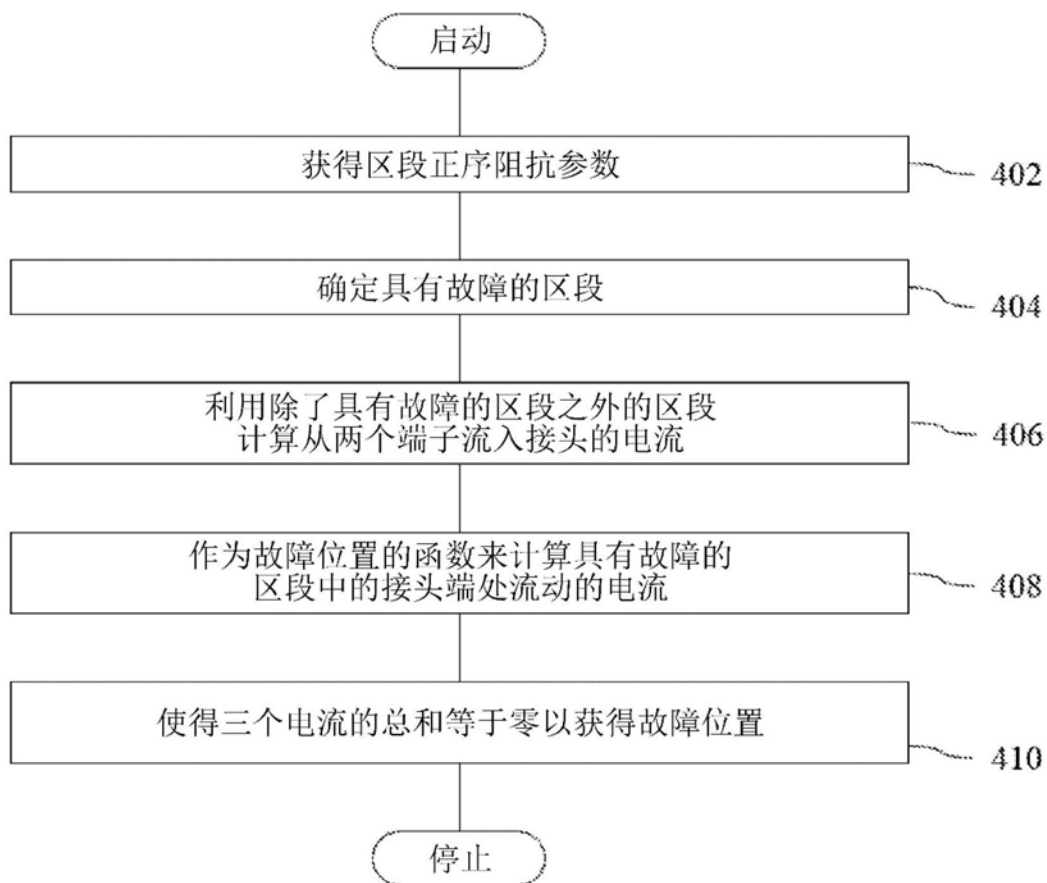 启动
获得区段正序阻抗参数
402
确定具有故障的区段
404
利用除了具有故障的区段之外的区段
计算从两个端子流入接头的电流
406
作为故障位置的函数来计算具有故障的
区段中的接头端处流动的电流
408
使得三个电流的总和等于零以获得故障位置
410
停止